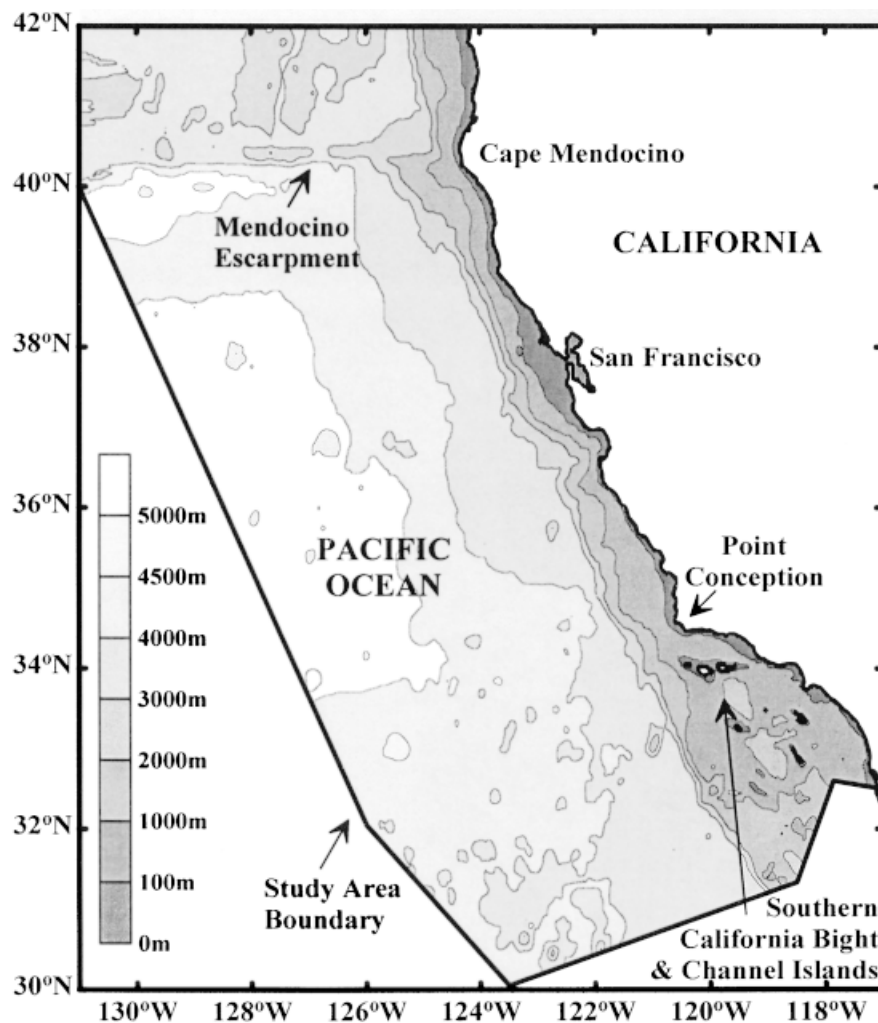 42°N
40°N
38°N
36°N
34°N
32°N
30°N
130°W
128°W
126°W
124°W
122°W
120°W
118°W
Cape Mendocino
Mendocino
Escarpment
CALIFORNIA
San Francisco
PACIFIC
OCEAN
Point
Conception
5000m
4500m
4000m
3000m
2000m
1000m
100m
0m
Study Area
Boundary
Southern
California Bight
& Channel Islands